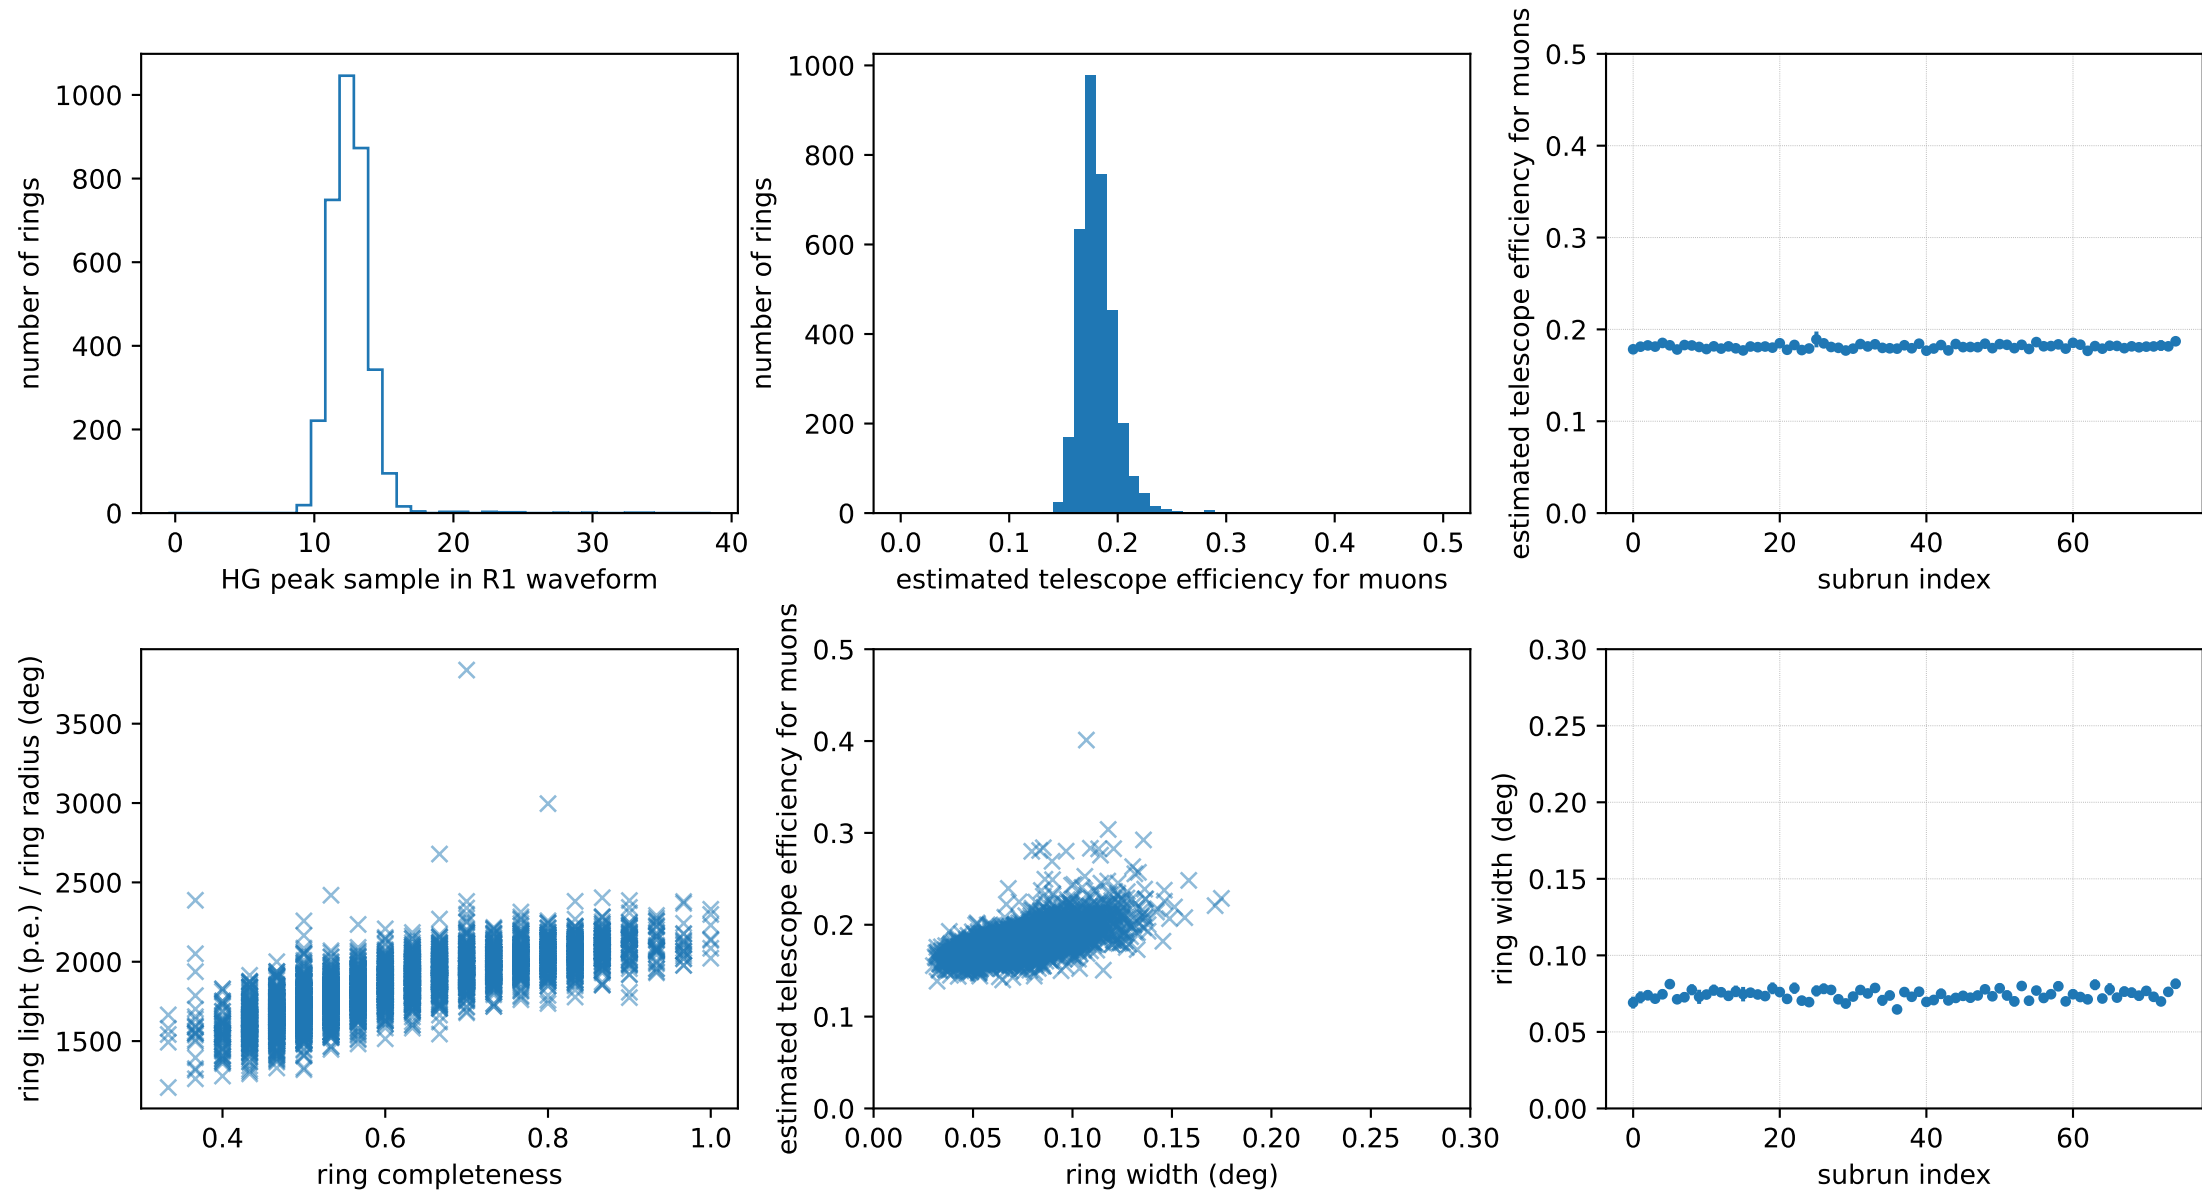 number of rings
1000
800
600
400
200
0
0 10 20 30 40
HG peak sample in R1 waveform
number of rings
1000
800
600
400
200
0
0.0 0.1 0.2 0.3 0.4 0.5
estimated telescope efficiency for muons
estimated telescope efficiency for muons
0.5
0.4
0.3
0.2
0.1
0.0
0 20 40 60
subrun index
ring light (p.e.) / ring radius (deg)
3500
3000
2500
2000
1500
0.4 0.6 0.8 1.0
ring completeness
estimated telescope efficiency for muons
0.5
0.4
0.3
0.2
0.1
0.0
0.00 0.05 0.10 0.15 0.20 0.25 0.30
ring width (deg)
ring width (deg)
0.30
0.25
0.20
0.15
0.10
0.05
0.00
0 20 40 60
subrun index